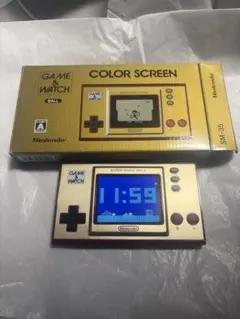 GAME & WATCH
BALL
COLOR SCREEN
Nintendo
SM-35
Nintendo
GAME & WATCH
11:59
Nintendo